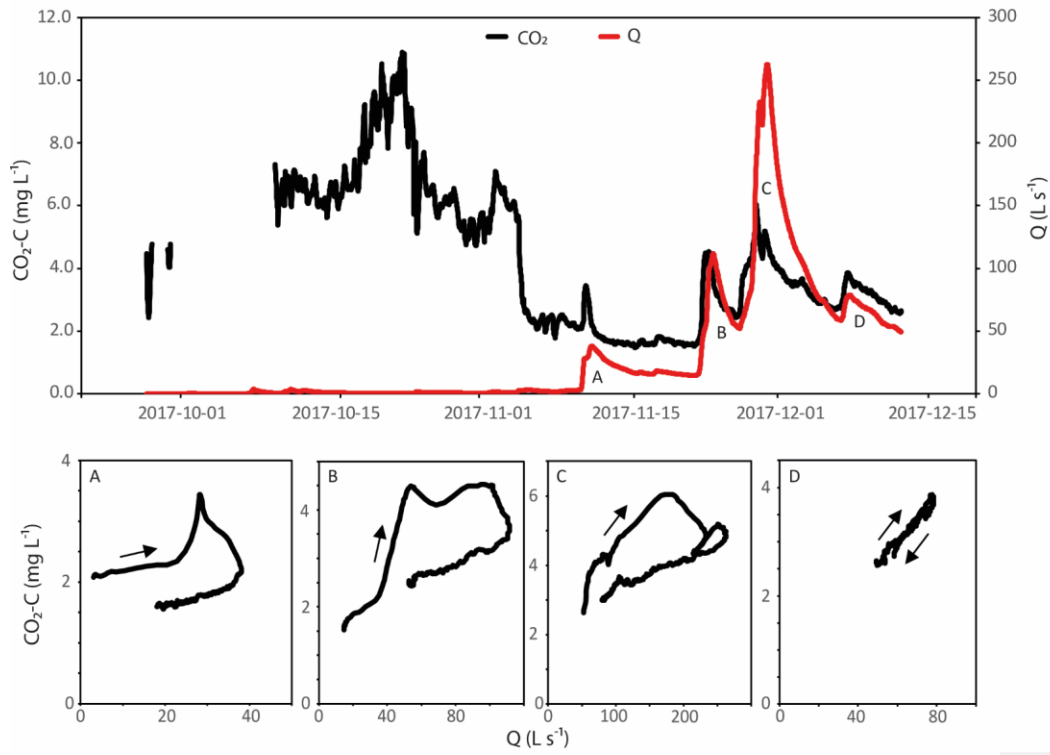 12.0
10.0
8.0
6.0
4.0
2.0
0.0
CO₂-C (mg L⁻¹)
CO₂
Q
A
B
C
D
300
250
200
150
100
50
0
Q (L s⁻¹)
2017-10-01
2017-10-15
2017-11-01
2017-11-15
2017-12-01
2017-12-15
CO₂-C (mg L⁻¹)
A
4
2
0
0 20 40
B
4
2
0
0 40 80
C
6
4
2
0
0 100 200
D
4
2
0
0 40 80
Q (L s⁻¹)